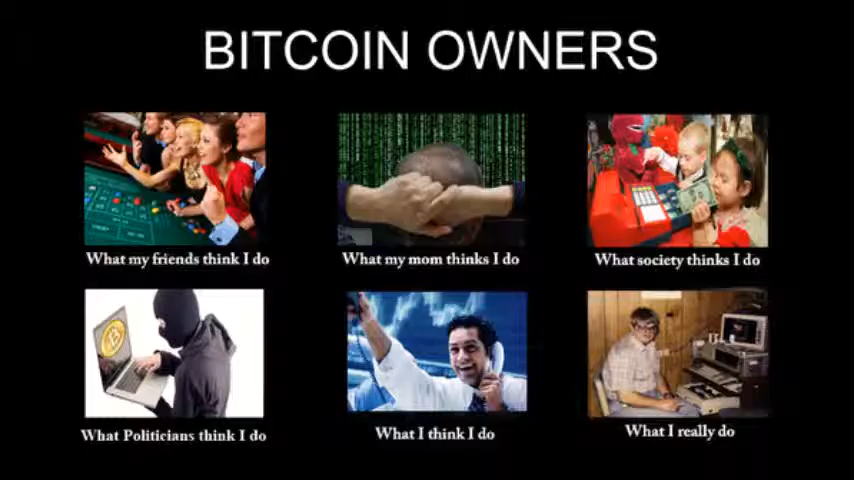 BITCOIN OWNERS
What my friends think I do
What my mom thinks I do
What society thinks I do
What Politicians think I do
What I think I do
What I really do